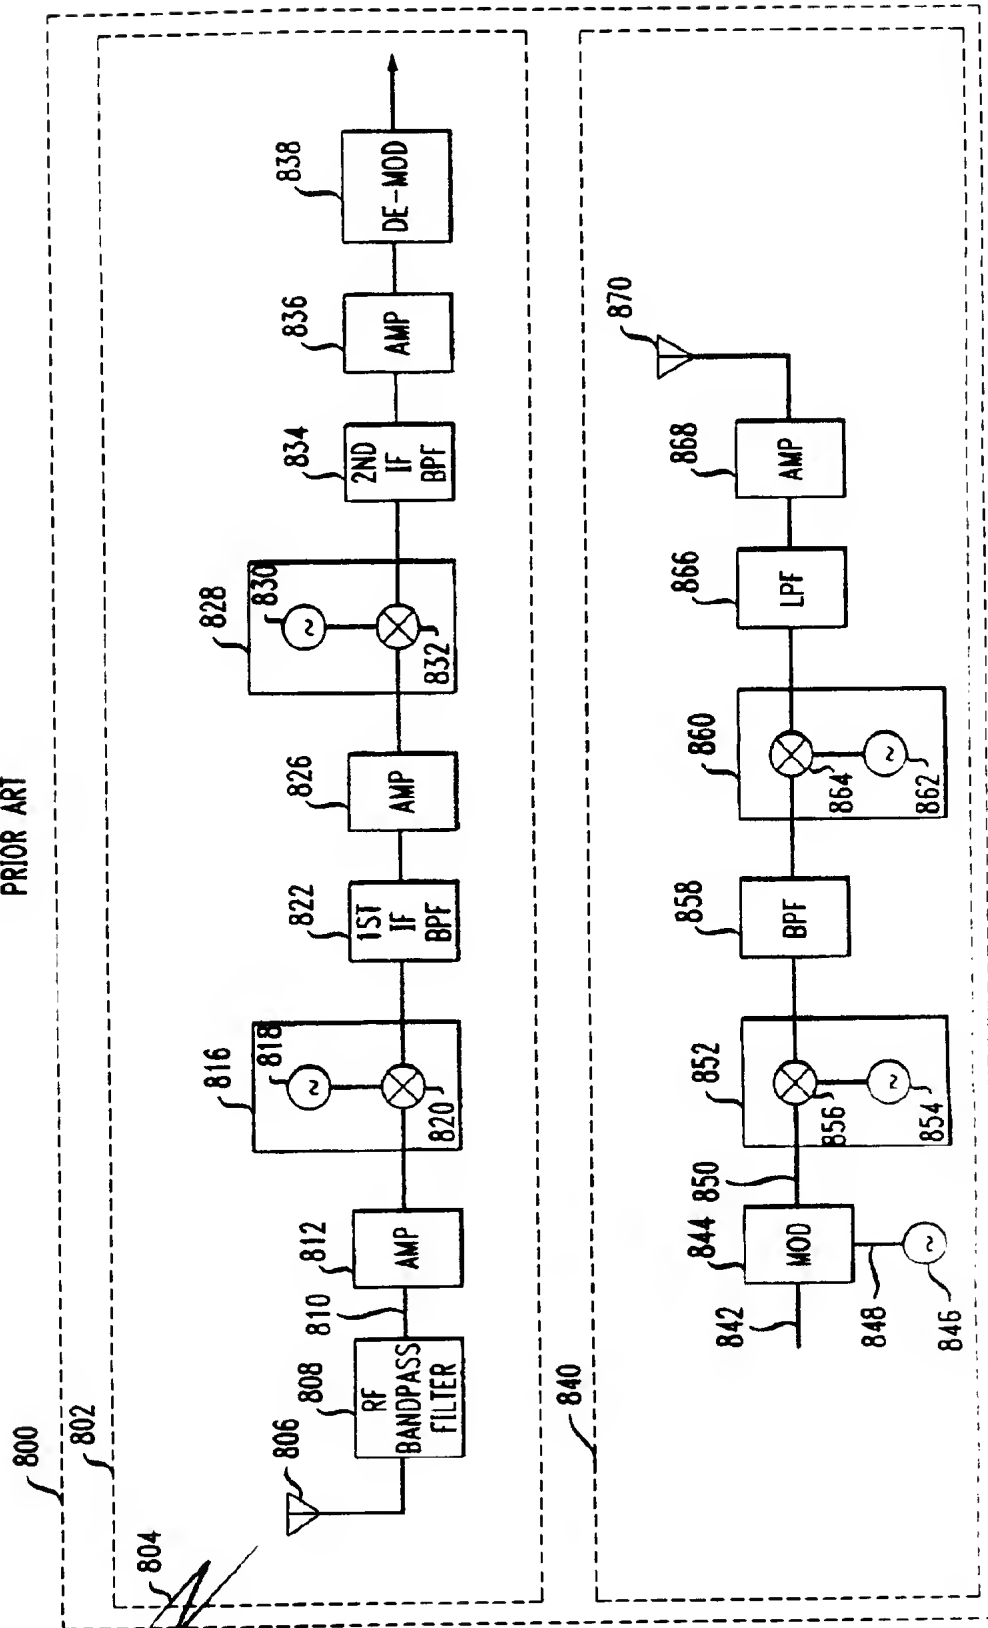 PRIOR ART
800
802
804
806
808
RF
BANDPASS
FILTER
810
812
AMP
816
818
~
820
822
1ST
IF
BPF
826
AMP
828
830
~
832
834
2ND
IF
BPF
836
AMP
838
DE-MOD
840
842
844
MOD
846
~
848
850
852
854
~
856
858
BPF
860
862
~
864
866
LPF
868
AMP
870